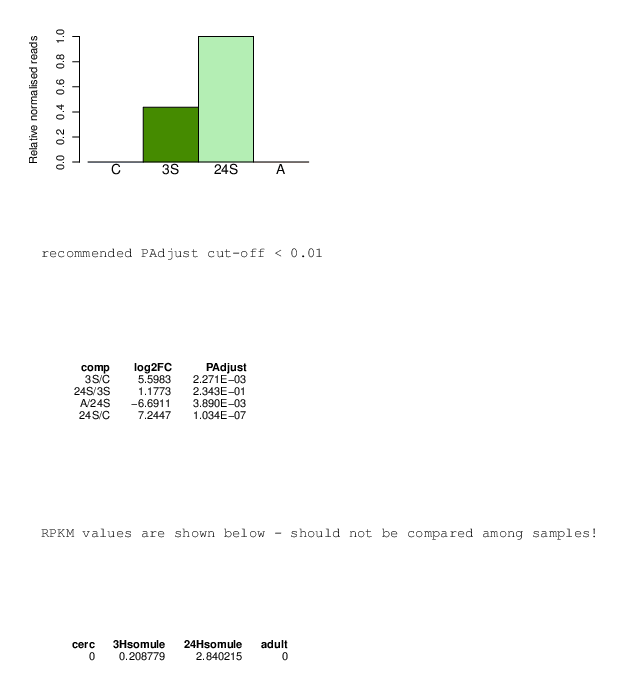 Relative normalised reads
1.0
0.8
0.6
0.4
0.2
0.0
C 3S 24S A
recommended PAdjust cut-off < 0.01
comp log2FC PAdjust
3S/C 5.5983 2.271E−03
24S/3S 1.1773 2.343E−01
A/24S −6.6911 3.890E−03
24S/C 7.2447 1.034E−07
RPKM values are shown below - should not be compared among samples!
cerc 3Hsomule 24Hsomule adult
0 0.208779 2.840215 0